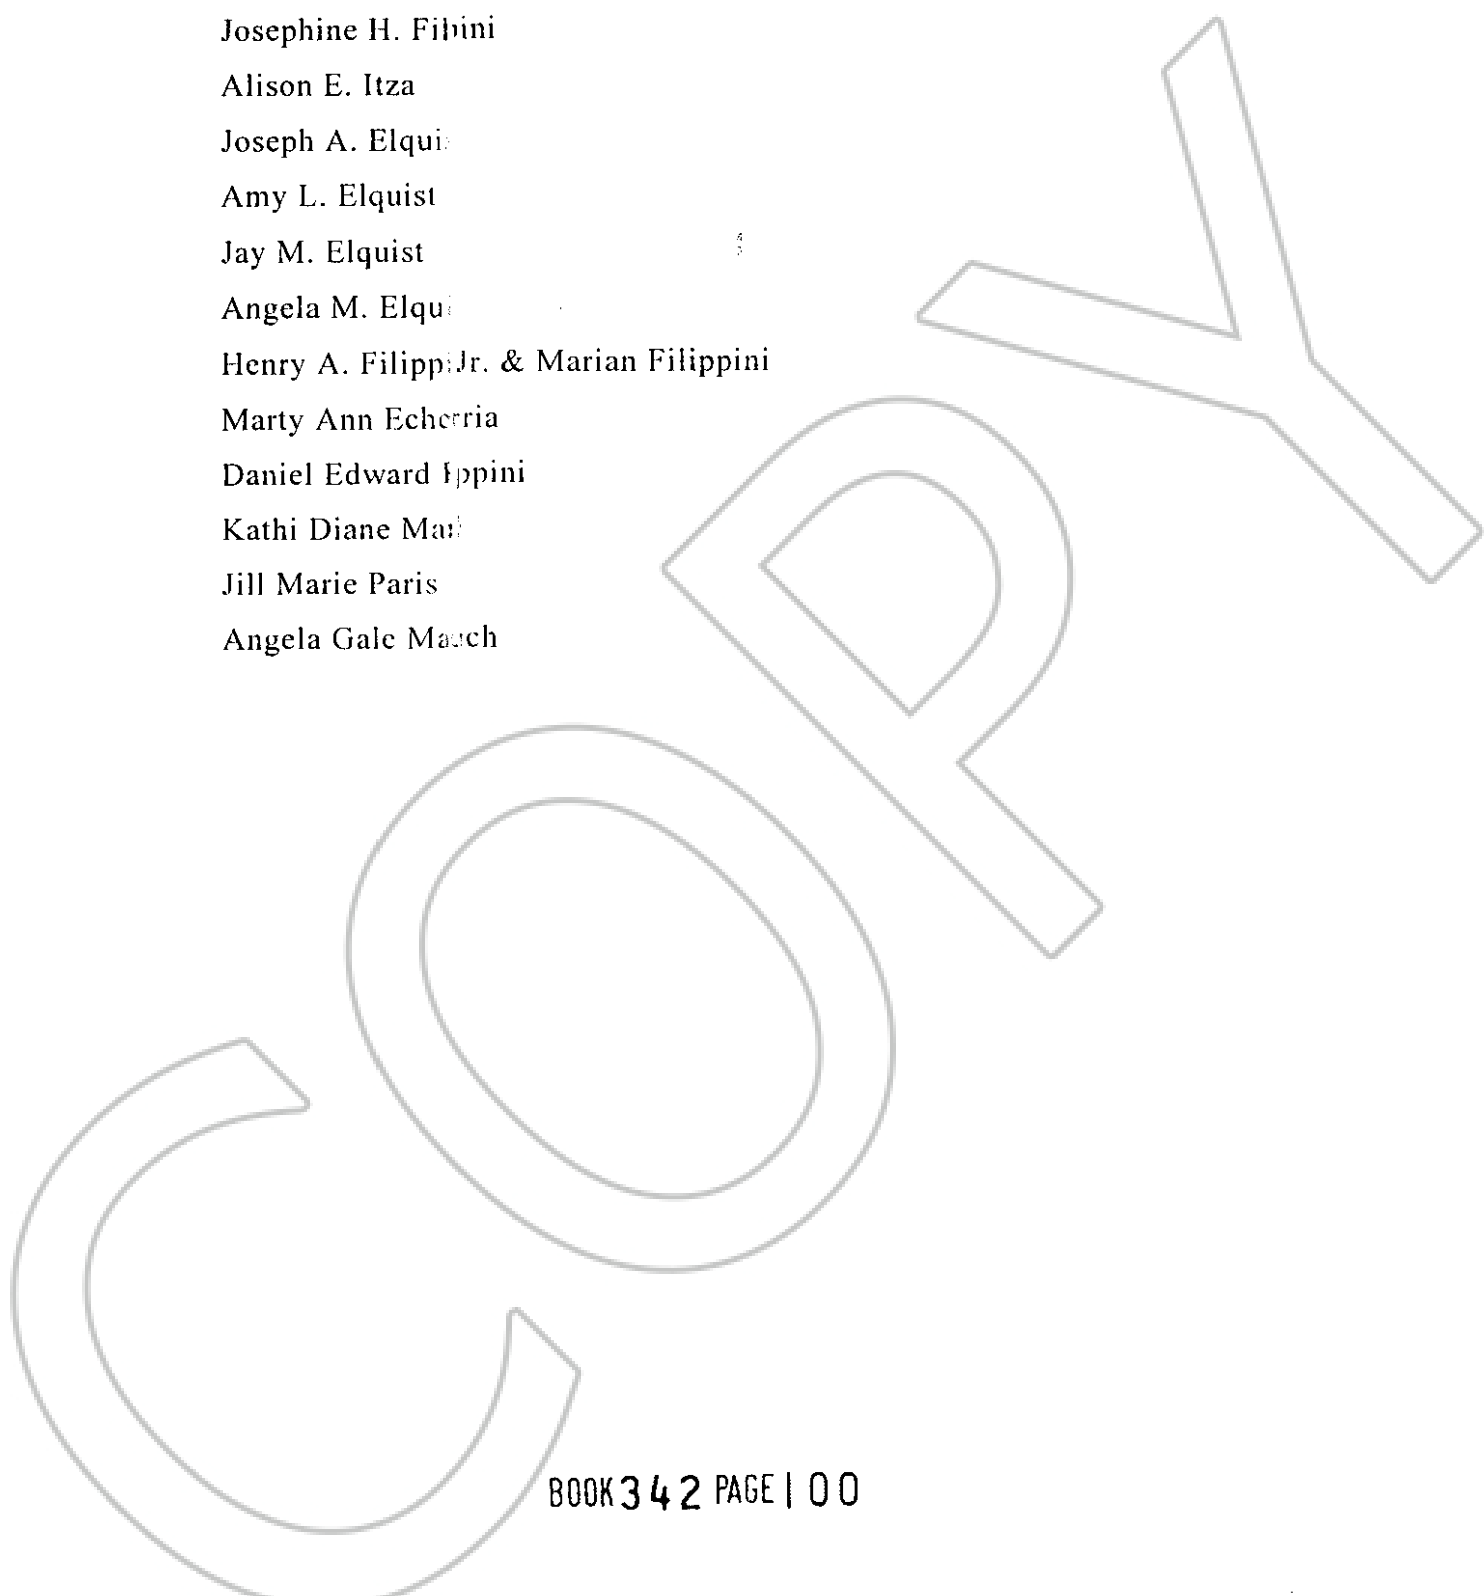 Josephine H.
Alison E. Itza
Joseph A.
Amy L. Elquist
Jay M. Elquist
Angela M.
Henry A. Jr. & Marian Filippini
Marty Ann
Daniel Edward
Kathi Diane
Jill Marie Paris
Angela Gale
COPY
BOOK 342 PAGE 100